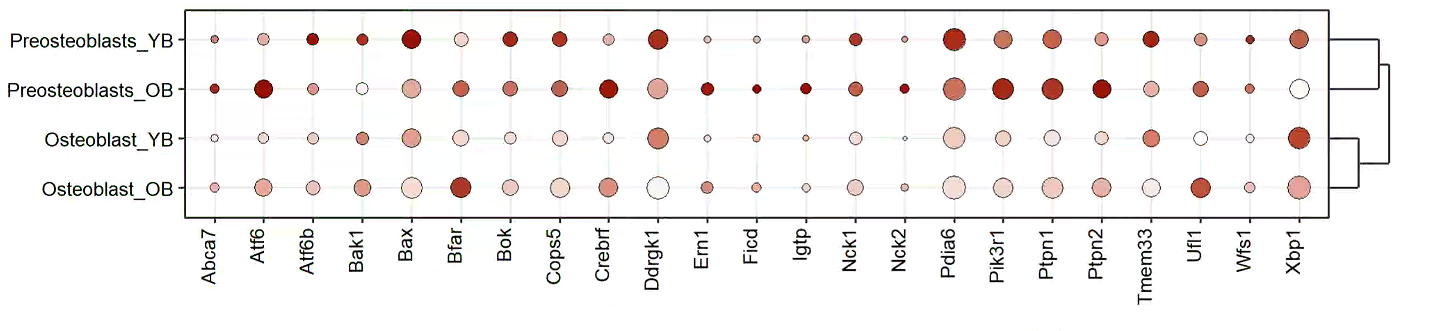 Preosteoblasts_YB
Preosteoblasts_OB
Osteoblast_YB
Osteoblast_OB
Abca7 Atf6 Atf6b Bak1 Bax Bfar Bok Cops5 Crebrf Ddrgk1 Ern1 Ficd Igtp Nck1 Nck2 Pdia6 Pik3r1 Ptpn1 Ptpn2 Tmem33 Ufl1 Wfs1 Xbp1